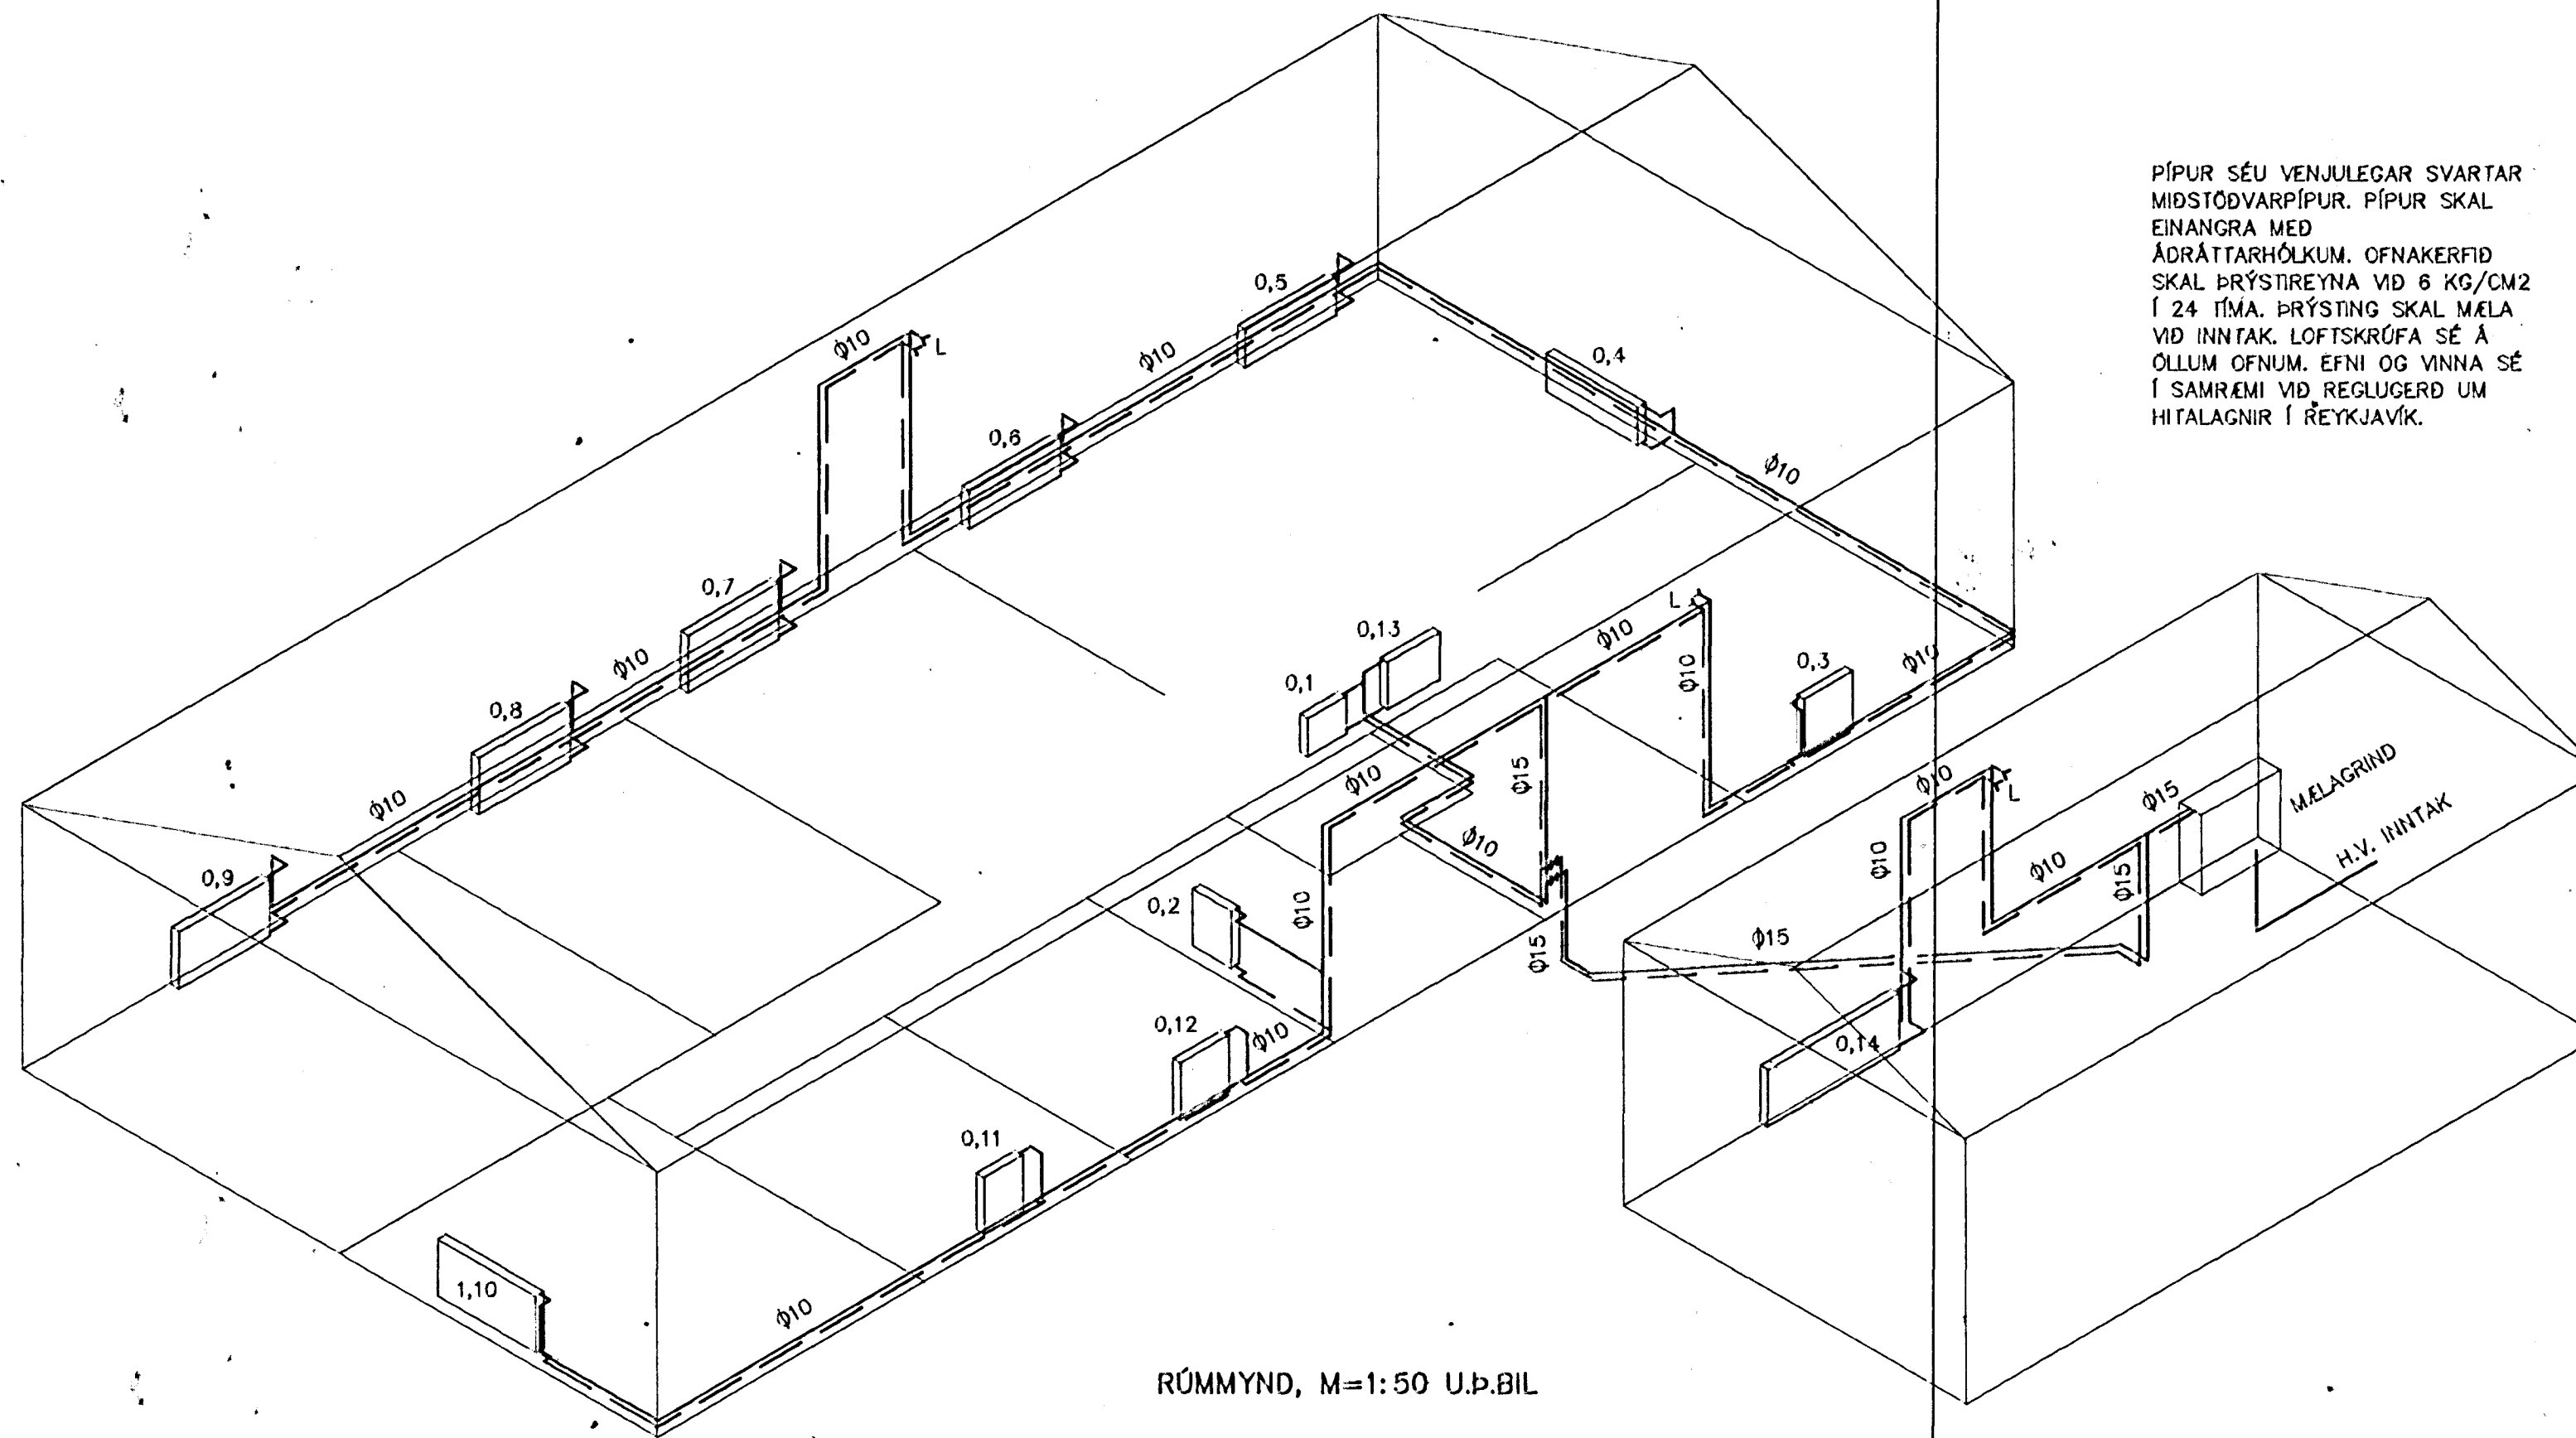 PÍPUR SÉU VENJULEGAR SVARTAR
MIÐSTÖÐVARPÍPUR. PÍPUR SKAL
EINANGRA MEÐ
ÁDRÁTTARHÓLKUM. OFNAKERFIÐ
SKAL ÞRÝSTIREYNA VIÐ 6 KG/CM2
Í 24 TÍMA. ÞRÝSTING SKAL MÆLA
VIÐ INNTAK. LOFTSKRÚFA SÉ Á
ÖLLUM OFNUM. EFNI OG VINNA SÉ
Í SAMRÆMI VIÐ REGLUGERÐ UM
HITALAGNIR Í REYKJAVÍK.
0,5
ϕ10
L
ϕ10
0,4
0,6
ϕ10
0,7
ϕ10
0,8
ϕ10
0,9
0,13
0,1
ϕ10
L
ϕ10
0,3
ϕ10
ϕ15
ϕ10
ϕ10
0,2
ϕ10
ϕ15
0,12
ϕ10
0,11
1,10
ϕ10
ϕ10
L
ϕ15
MÆLAGRIND
H.V. INNTAK
ϕ10
ϕ10
ϕ15
ϕ15
0,14
RÚMMYND, M=1:50 U.Þ.BIL